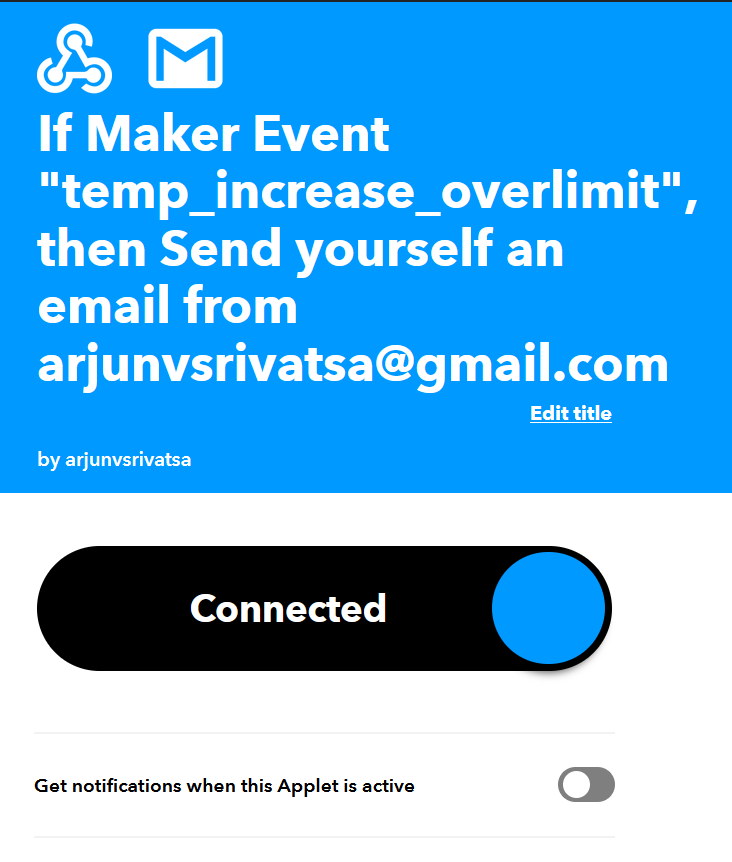 If Maker Event
"temp_increase_overlimit",
then Send yourself an
email from
arjunvsrivatsa@gmail.com
Edit title
by arjunvsrivatsa
Connected
Get notifications when this Applet is active